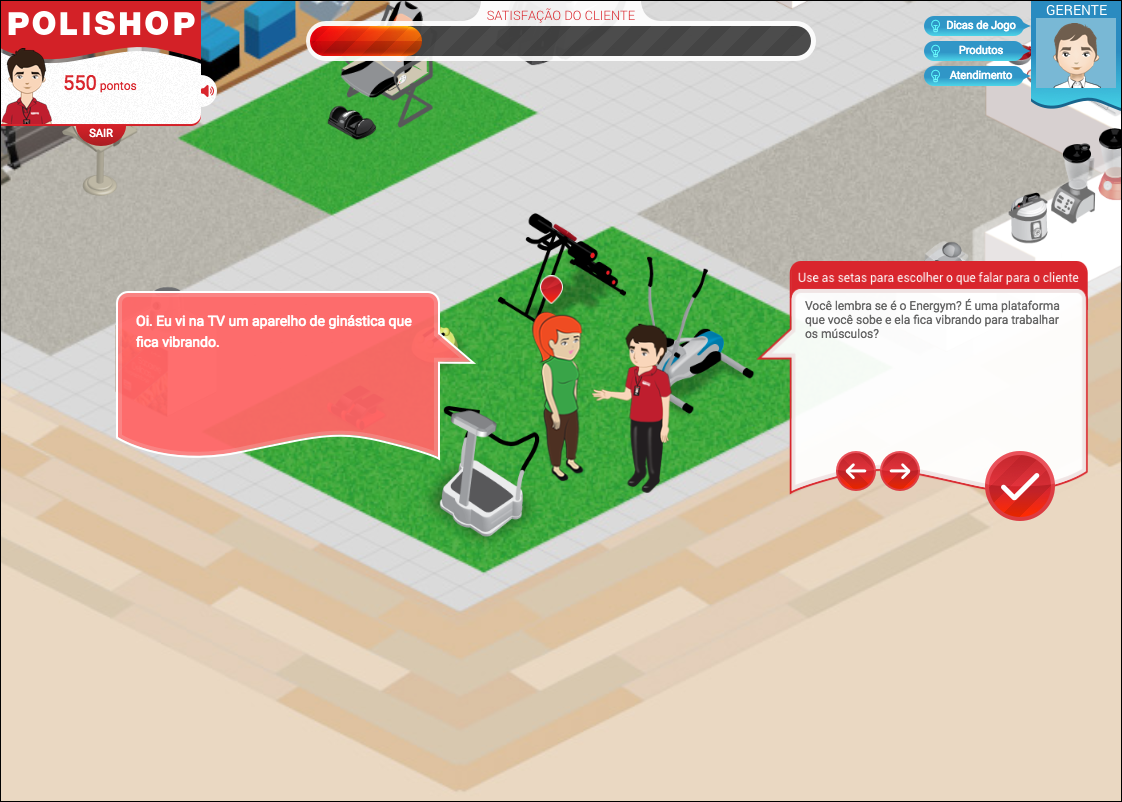 POLISHOP
550 pontos
SAIR
SATISFAÇÃO DO CLIENTE
Dicas de Jogo
Produtos
Atendimento
GERENTE
Oi. Eu vi na TV um aparelho de ginástica que
fica vibrando.
Use as setas para escolher o que falar para o cliente
Você lembra se é o Energym? É uma plataforma
que você sobe e ela fica vibrando para trabalhar
os músculos?